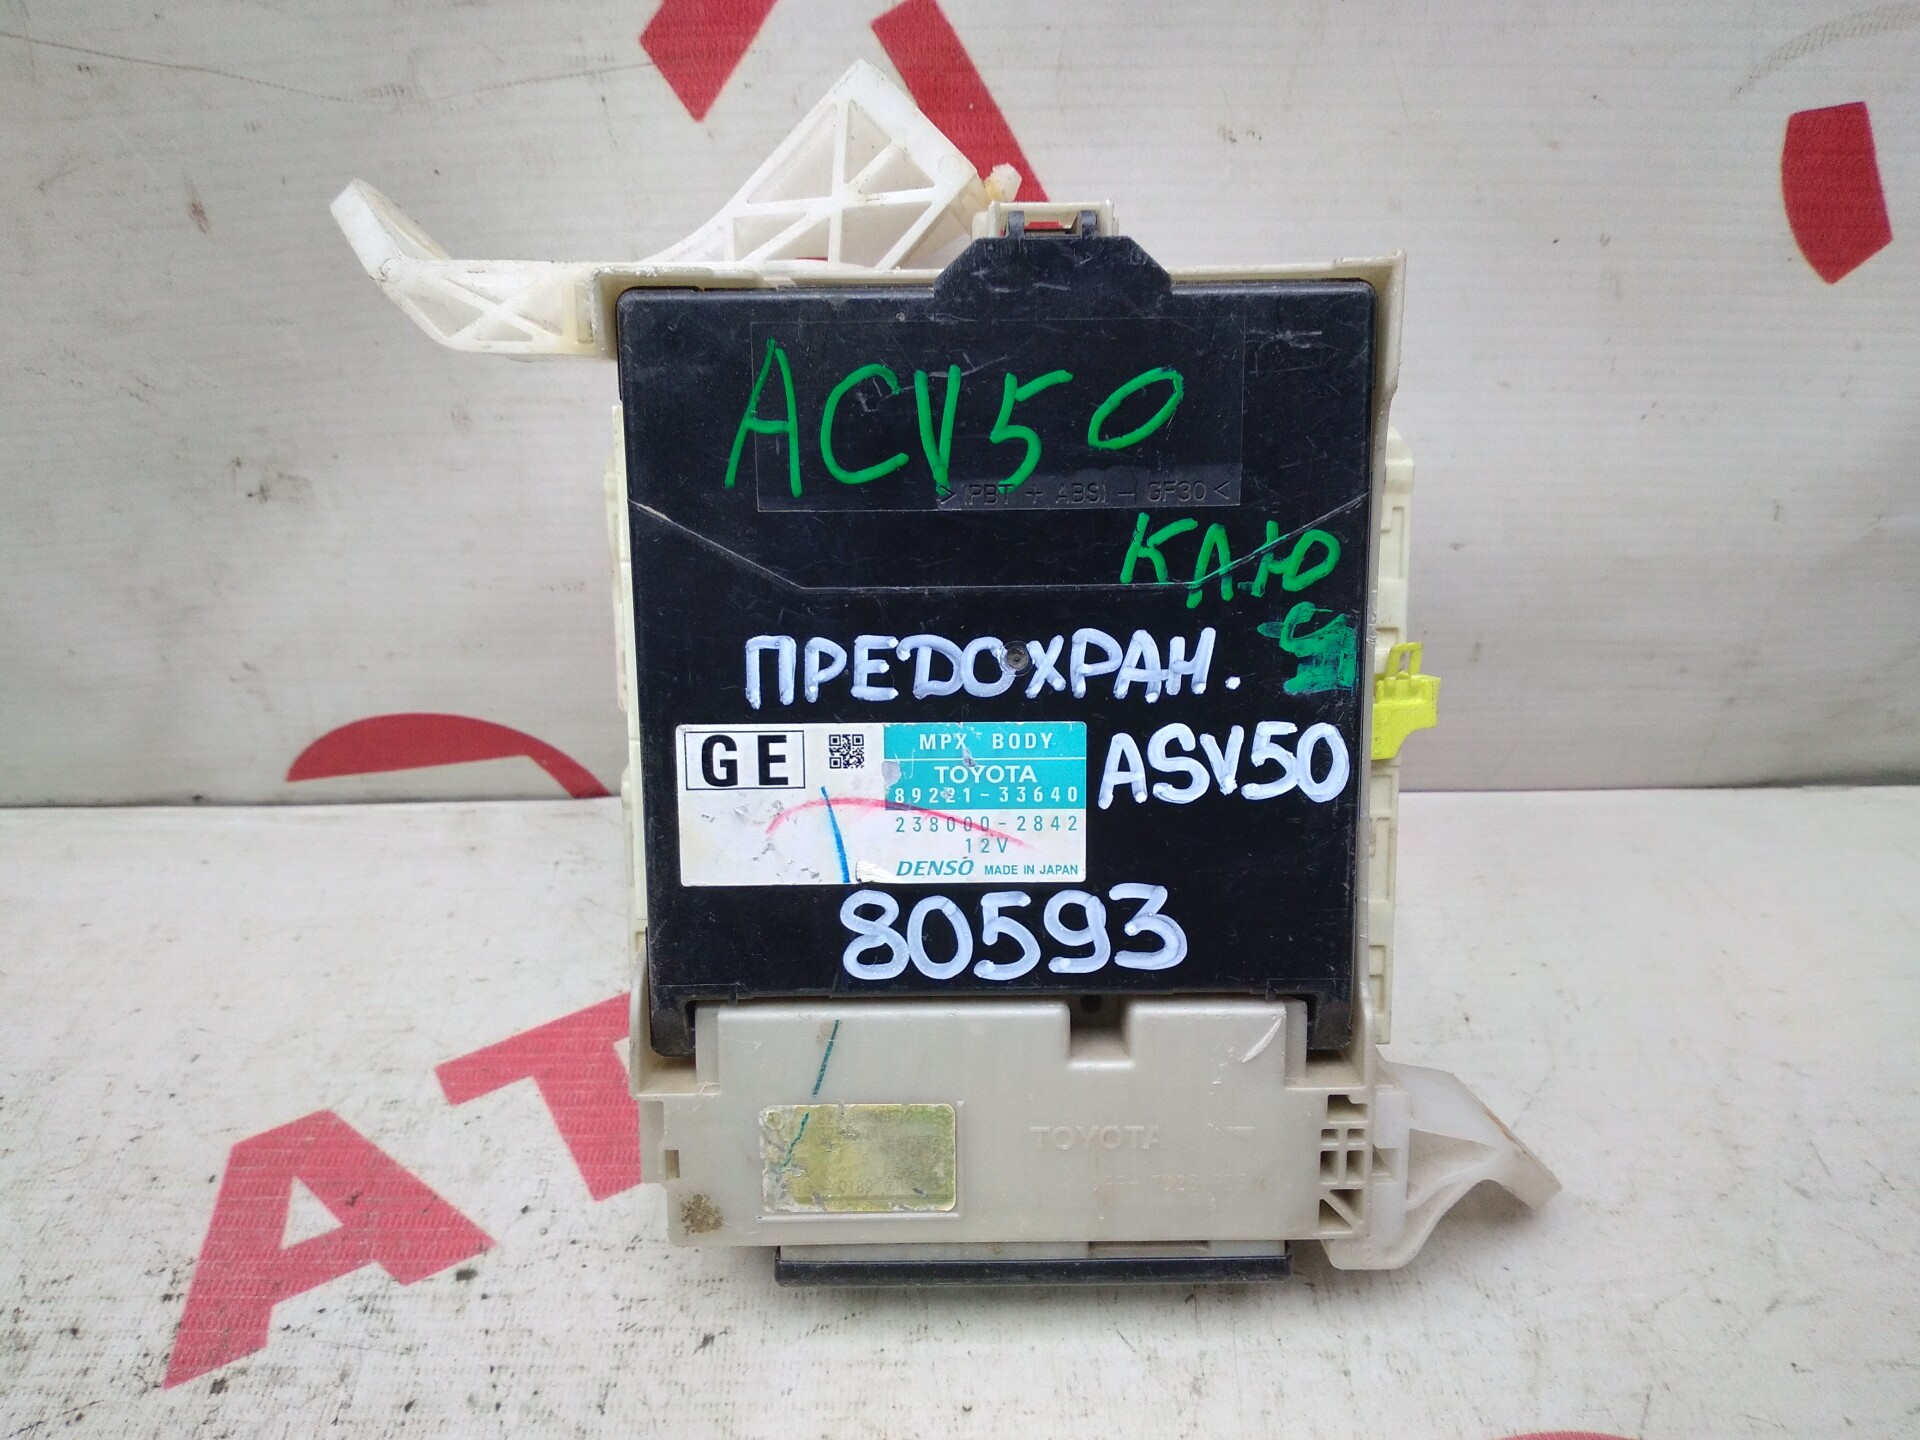 ACV50
>(PBT + ABS) - GF30<
КЛЮ
ПРЕДОХРАН.
GE
MPX BODY
TOYOTA
89221-33640
ASV50
238000-2842
12V
DENSO MADE IN JAPAN
80593
TOYOTA
AT